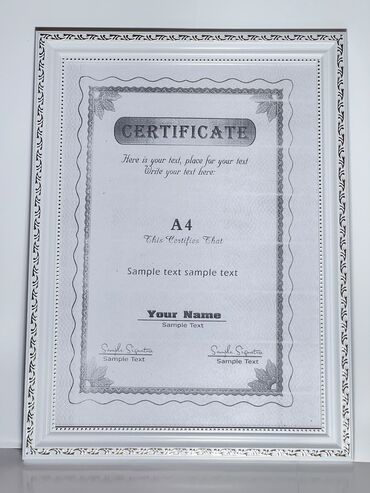 CERTIFICATE
Here is your text, place for your text
Write your text here:
A4
This Certifies That
Sample text sample text
Your Name
Sample Text
Sample Signature
Sample Text
Sample Signature
Sample Text